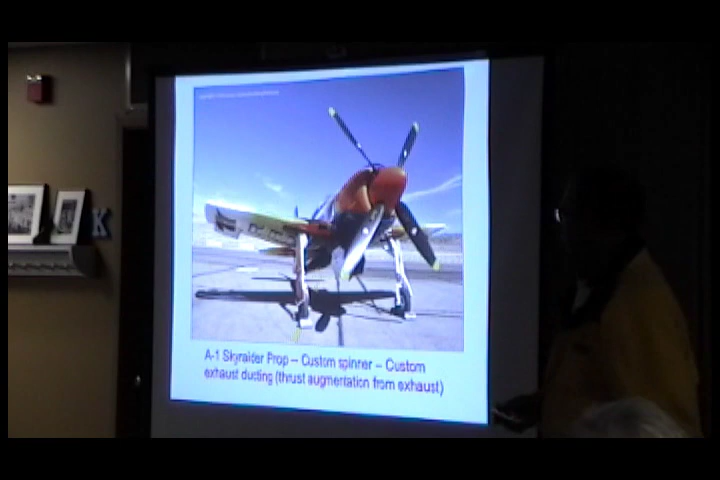 K
A-1 Skyraider Prop – Custom spinner – Custom
exhaust ducting (thrust augmentation from exhaust)